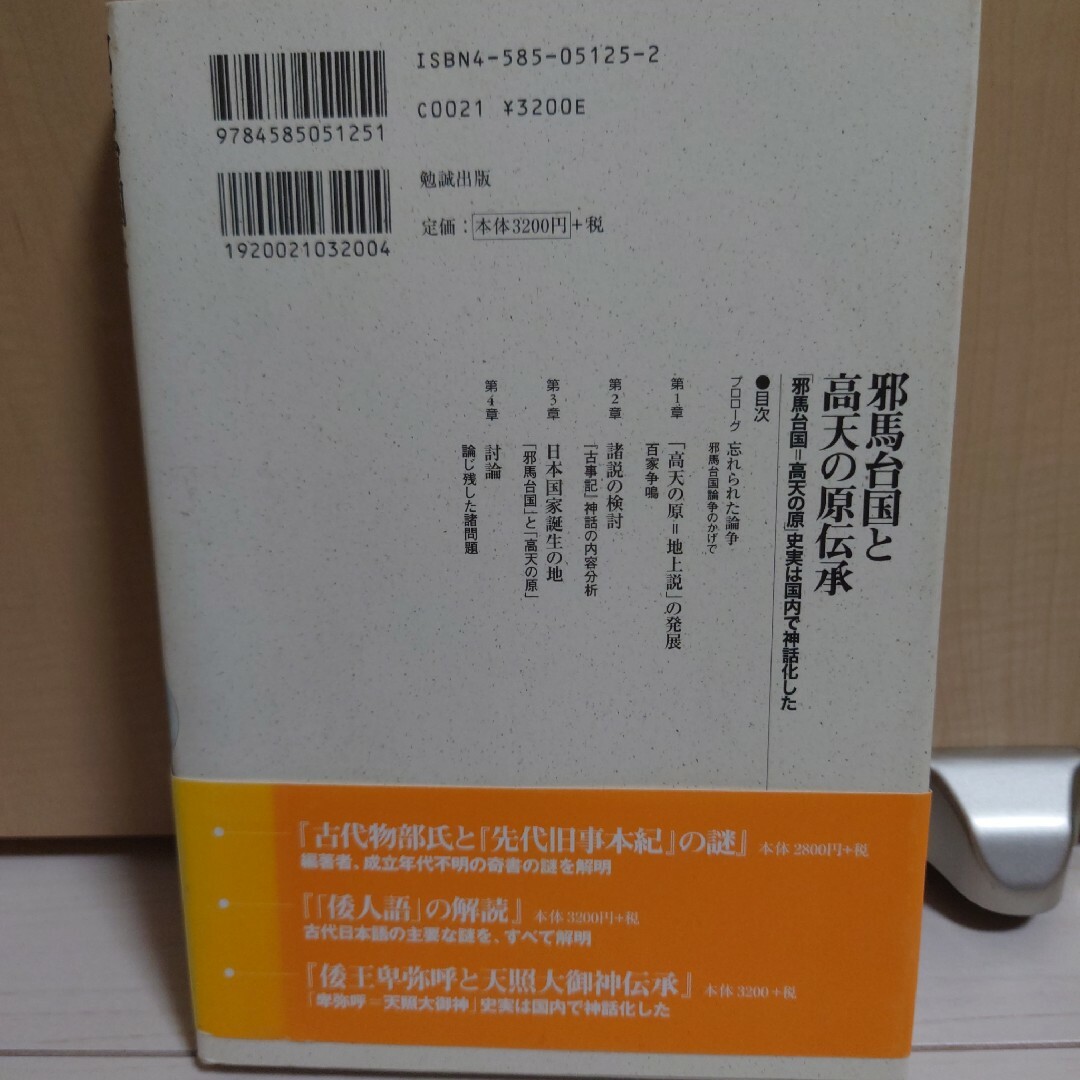 ISBN4-585-05125-2
C0021 ¥3200E
9784585051251
1920021032004
勉誠出版
定価：本体3200円＋税
邪馬台国と
高天の原伝承
「邪馬台国＝高天の原」史実は国内で神話化した
●目次
プロローグ 忘れられた論争
邪馬台国論争のかげで
第1章 「高天の原＝地上説」の発展
百家争鳴
第2章 諸説の検討
『古事記』神話の内容分析
第3章 日本国家誕生の地
「邪馬台国」と「高天の原」
第4章 討論
論じ残した諸問題
『古代物部氏と『先代旧事本紀』の謎』 本体 2800円+税
編著者、成立年代不明の奇書の謎を解明
『「倭人語」の解読』 本体 3200円+税
古代日本語の主要な謎を、すべて解明
『倭王卑弥呼と天照大御神伝承』 本体 3200+税
「卑弥呼＝天照大御神」史実は国内で神話化した